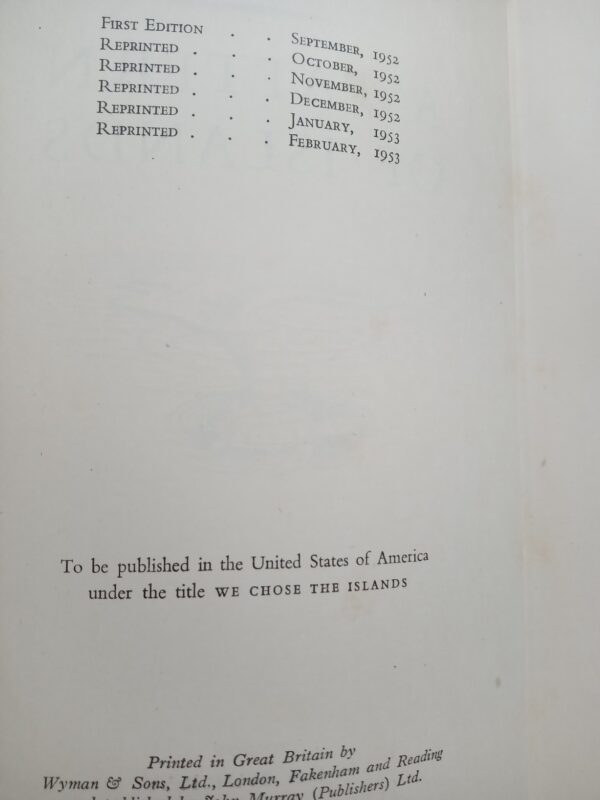 First Edition . . September, 1952
Reprinted . . . October, 1952
Reprinted . . . November, 1952
Reprinted . . . December, 1952
Reprinted . . . January, 1953
Reprinted . . . February, 1953
To be published in the United States of America
under the title WE CHOSE THE ISLANDS
Printed in Great Britain by
Wyman & Sons, Ltd., London, Fakenham and Reading
John Murray (Publishers) Ltd.